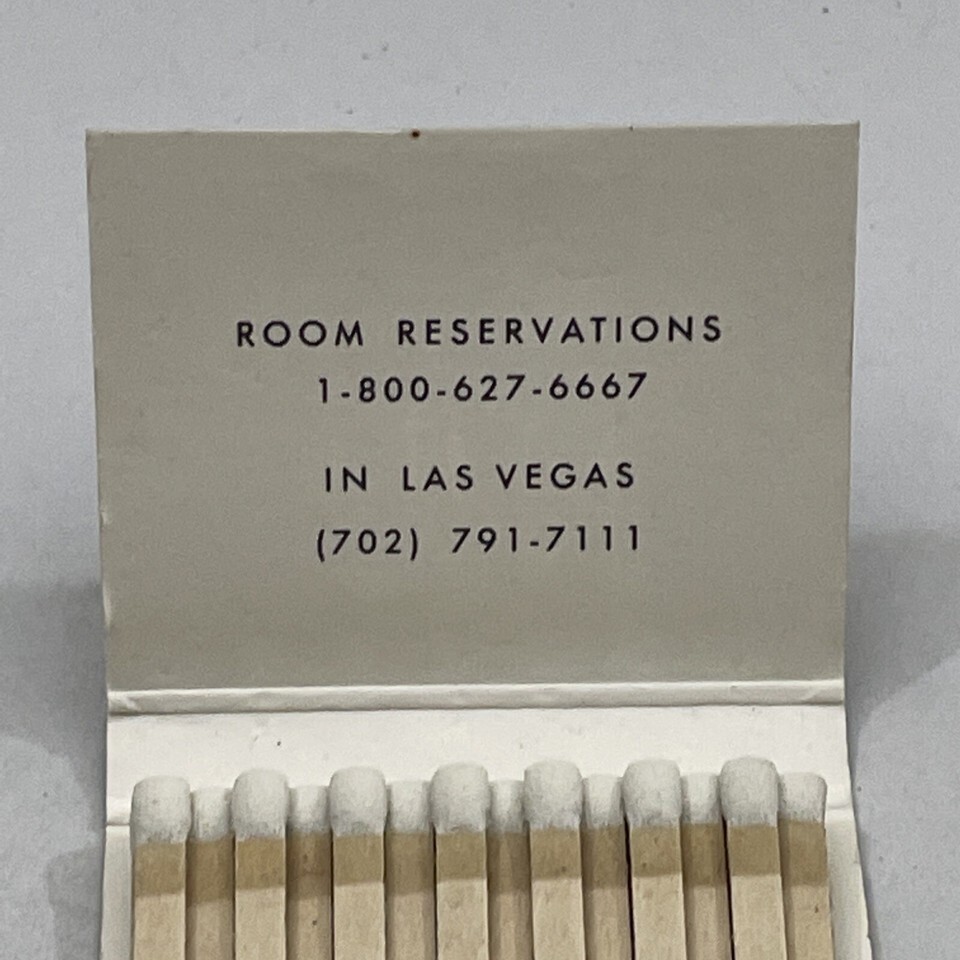 ROOM RESERVATIONS
1-800-627-6667
IN LAS VEGAS
(702) 791-7111